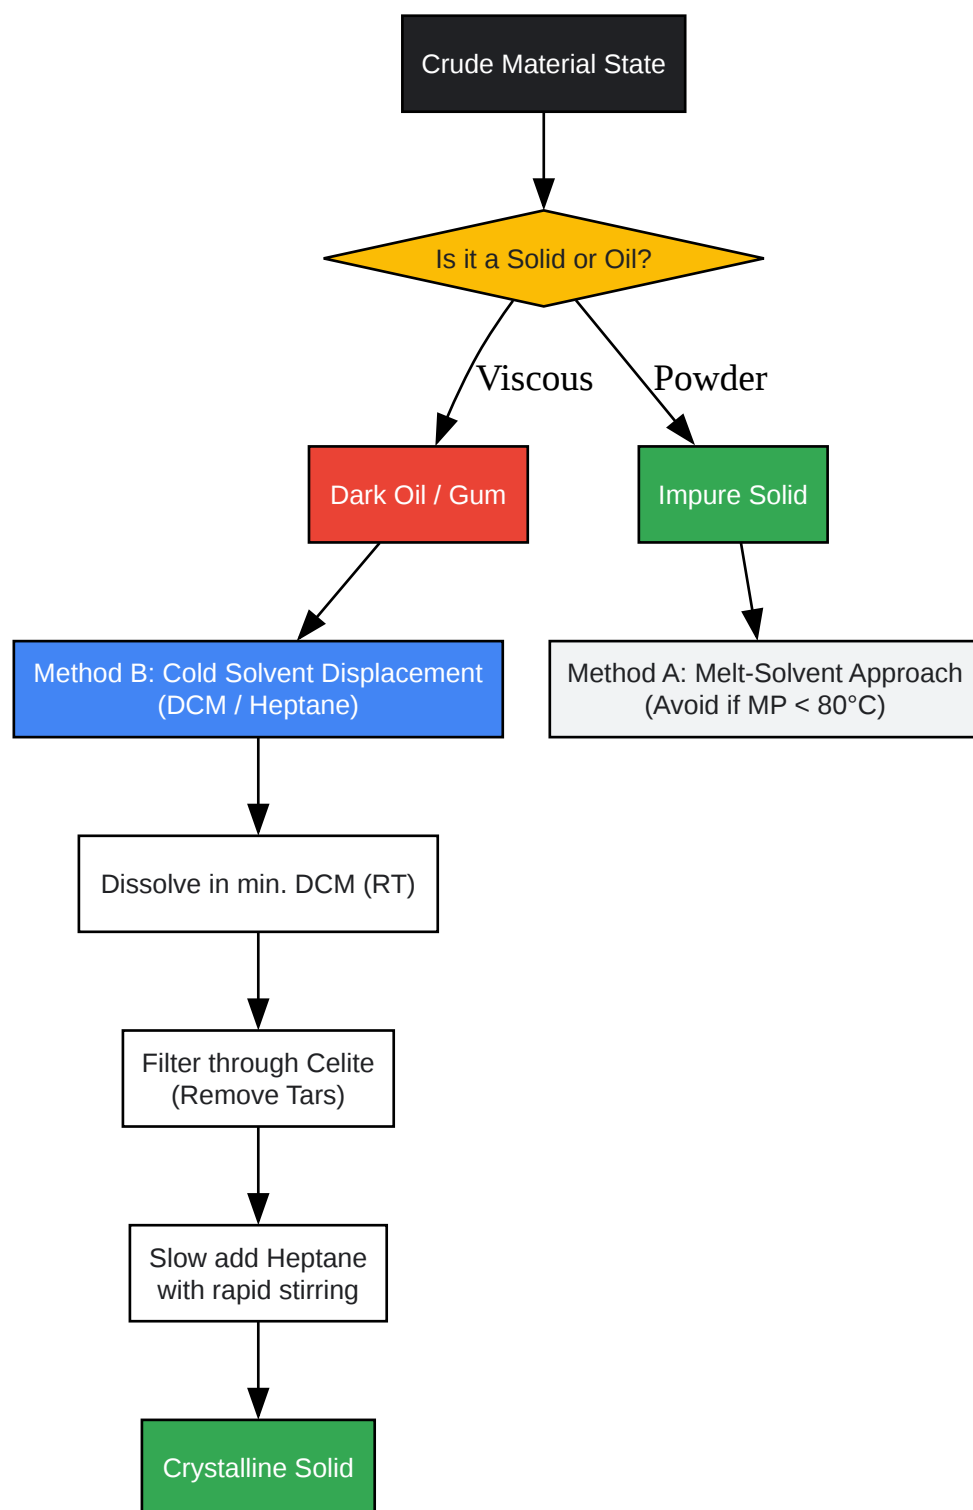 Crude Material State
Is it a Solid or Oil?
Viscous
Powder
Dark Oil / Gum
Impure Solid
Method B: Cold Solvent Displacement
(DCM / Heptane)
Method A: Melt-Solvent Approach
(Avoid if MP < 80°C)
Dissolve in min. DCM (RT)
Filter through Celite
(Remove Tars)
Slow add Heptane
with rapid stirring
Crystalline Solid